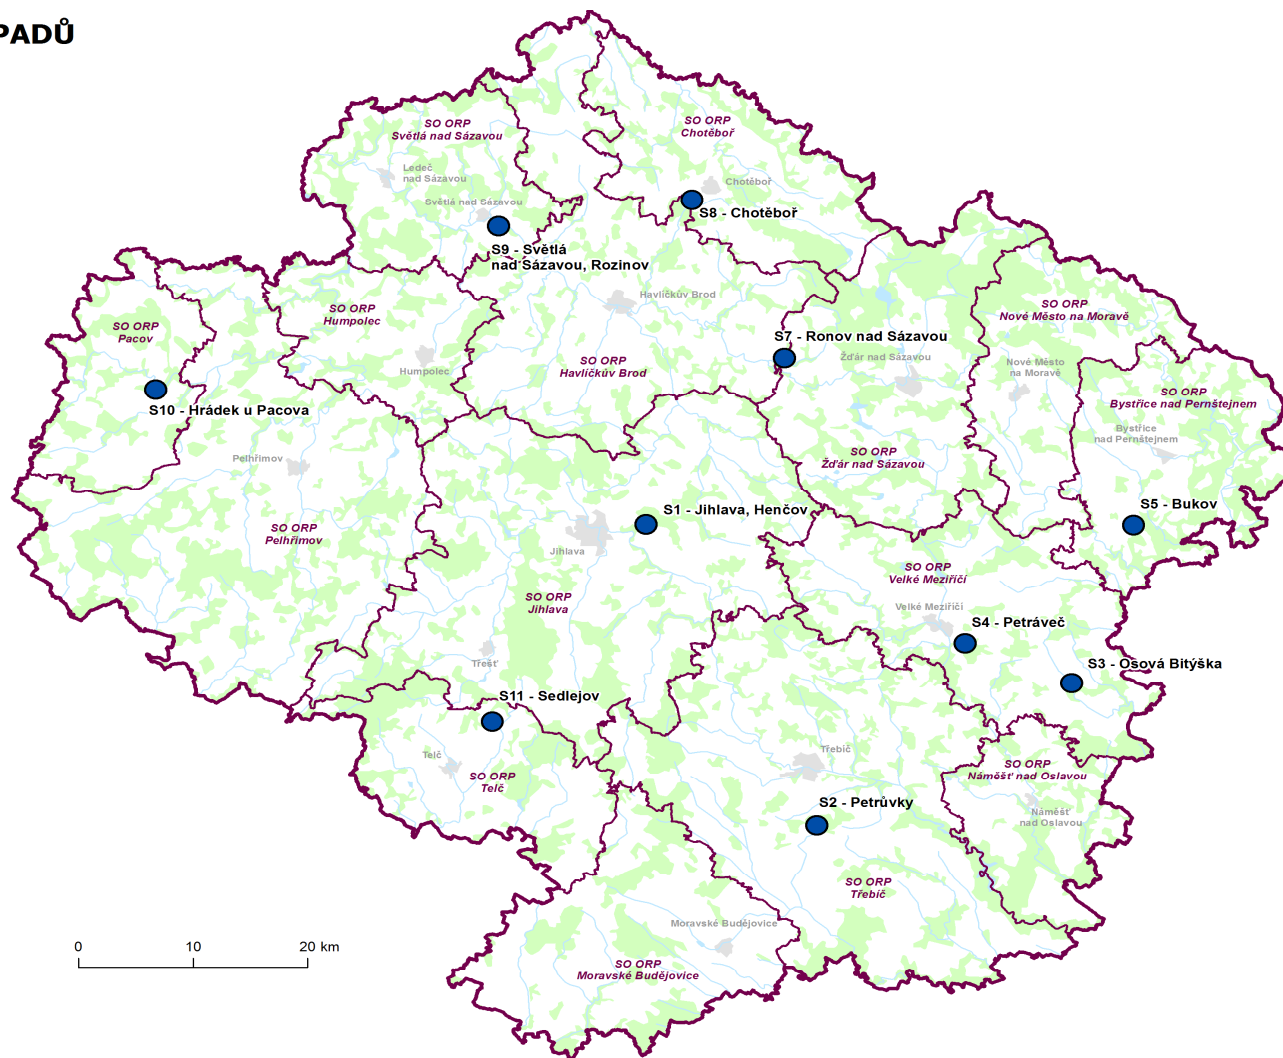 PADŮ
SO ORP
Světlá nad Sázavou
SO ORP
Chotěboř
Ledeč
nad Sázavou
Světlá nad Sázavou
Chotěboř
S8 - Chotěboř
S9 - Světlá
nad Sázavou, Rozinov
Havlíčkův Brod
SO ORP
Humpolec
SO ORP
Nové Město na Moravě
SO ORP
Pacov
S7 - Ronov nad Sázavou
Žďár nad Sázavou
Nové Město
na Moravě
Humpolec
SO ORP
Havlíčkův Brod
SO ORP
Bystřice nad Pernštejnem
S10 - Hrádek u Pacova
Bystřice
nad Pernštejnem
Pelhřimov
SO ORP
Žďár nad Sázavou
S5 - Bukov
S1 - Jihlava, Henčov
SO ORP
Pelhřimov
Jihlava
SO ORP
Velké Meziříčí
SO ORP
Jihlava
Velké Meziříčí
S4 - Petráveč
Třešť
S3 - Osová Bitýška
S11 - Sedlejov
Telč
SO ORP
Telč
Třebíč
SO ORP
Náměšť nad Oslavou
S2 - Petrůvky
Náměšť
nad Oslavou
SO ORP
Třebíč
Moravské Budějovice
SO ORP
Moravské Budějovice
0 10 20 km